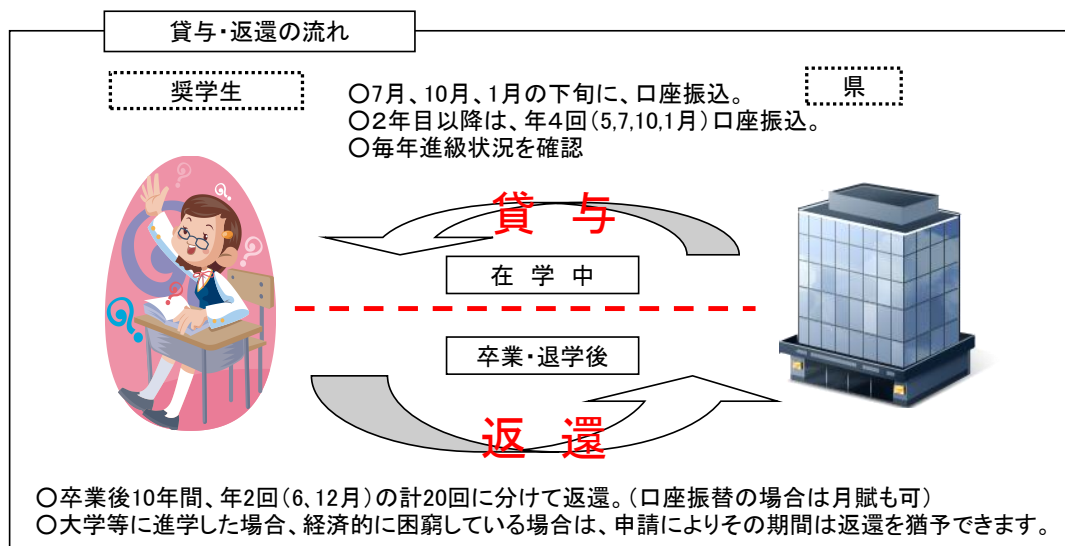 貸与・返還の流れ
奨学生
県
○7月、10月、1月の下旬に、口座振込。
○２年目以降は、年４回（5,7,10,1月）口座振込。
○毎年進級状況を確認
貸 与
在 学 中
卒業・退学後
返 還
○卒業後10年間、年2回（6、12月）の計20回に分けて返還。（口座振替の場合は月賦も可）
○大学等に進学した場合、経済的に困窮している場合は、申請によりその期間は返還を猶予できます。